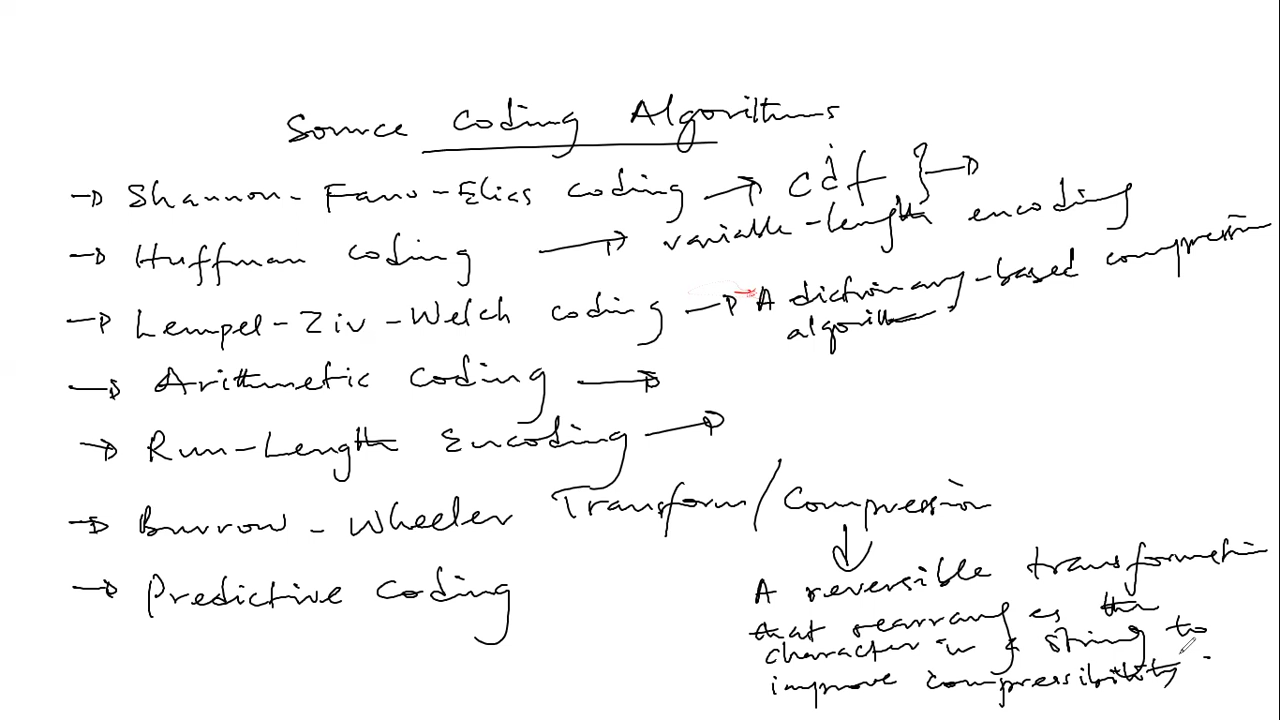 Source Coding Algorithms
→ Shannon-Fano-Elias coding → cdf } →
→ Huffman coding → variable-length encoding
→ Lempel-Ziv-Welch coding → A dictionary-based compression
algorithm.
→ Arithmetic coding →
→ Run-Length Encoding →
→ Burrow-Wheeler Transform/Compression
↓
→ Predictive coding
A reversible transformation
that rearranges the
character in a string to
improve compressibility.